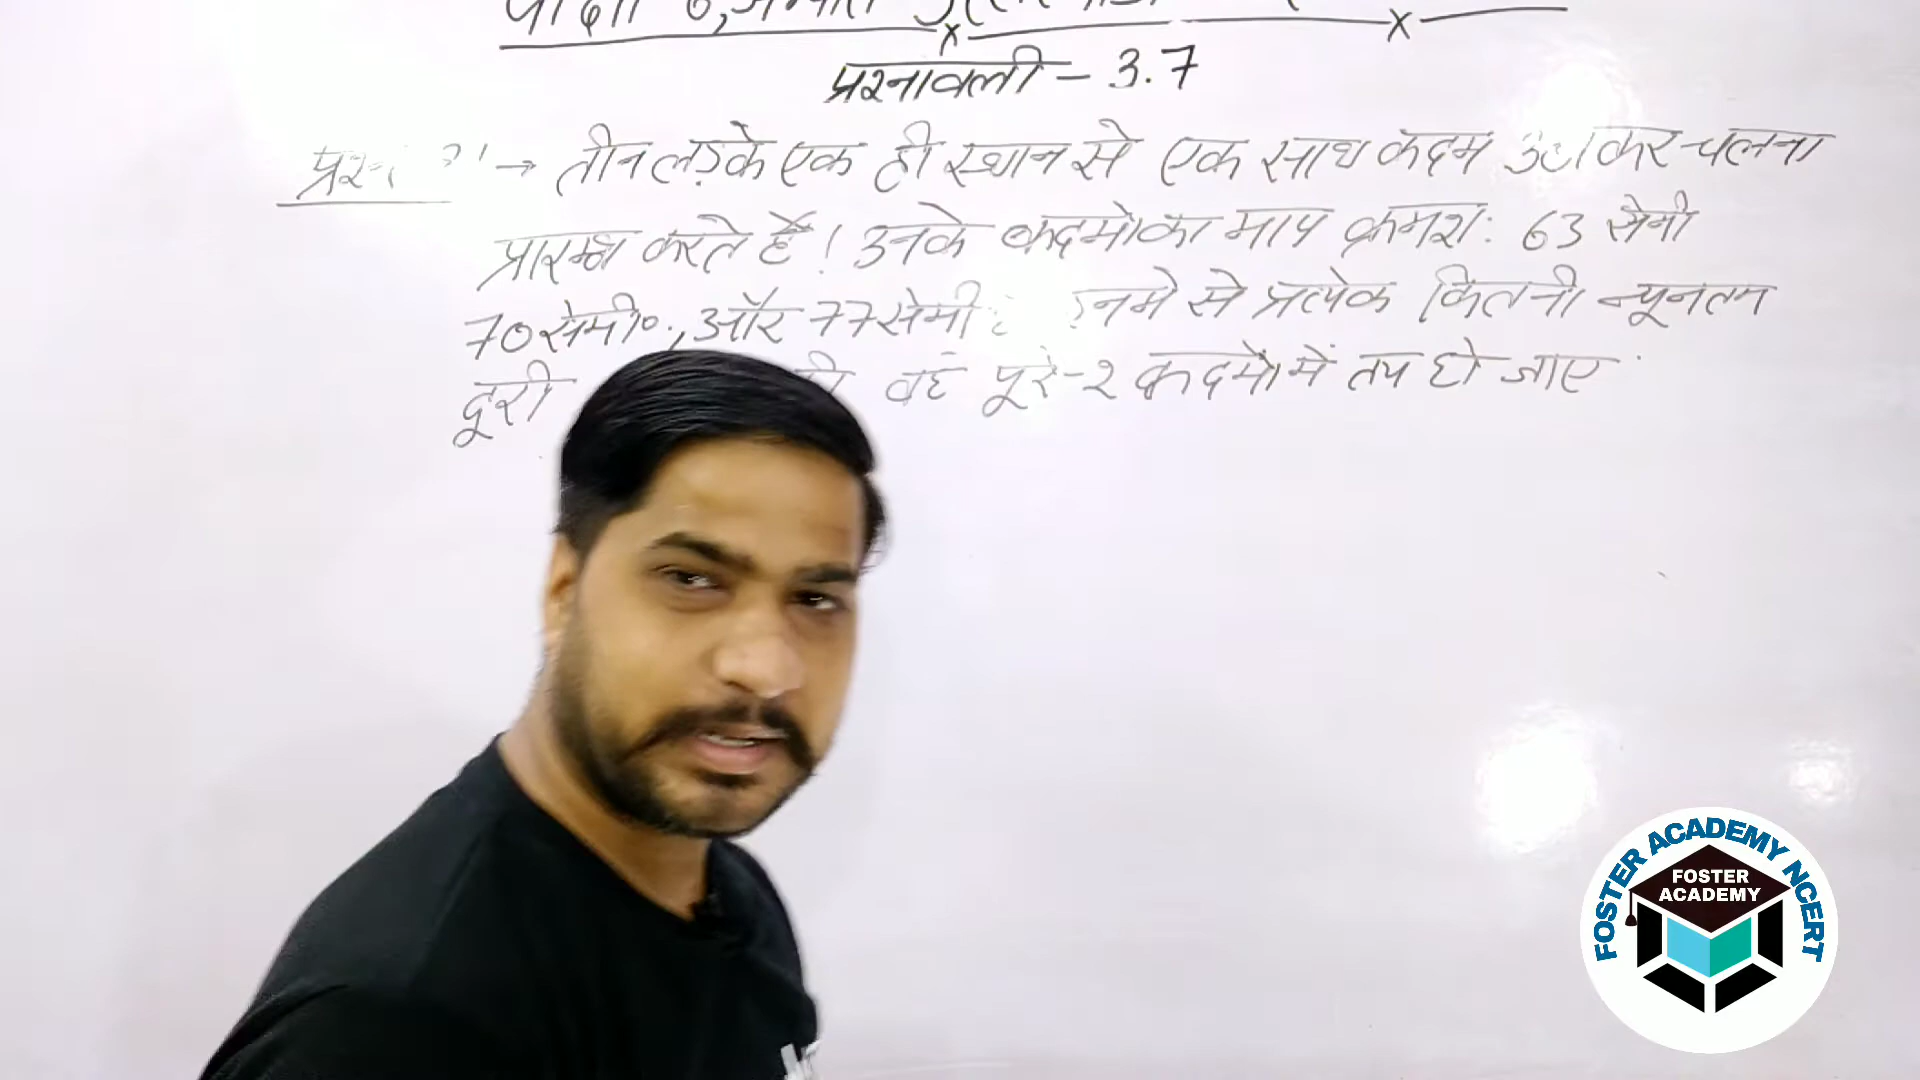 प्रश्नावली - 3.7
→ तीन लड़के एक ही स्थान से एक साथ कदम उठाकर चलना
प्रारम्भ करते हैं ! उनके कदमों का माप क्रमशः 63 सेमी
70 सेमी०, और 77 सेमी इनमे से प्रत्येक कितनी न्यूनतम
दूरी वह पूरे-2 कदमों में तय हो जाए
FOSTER ACADEMY NCERT
FOSTER
ACADEMY